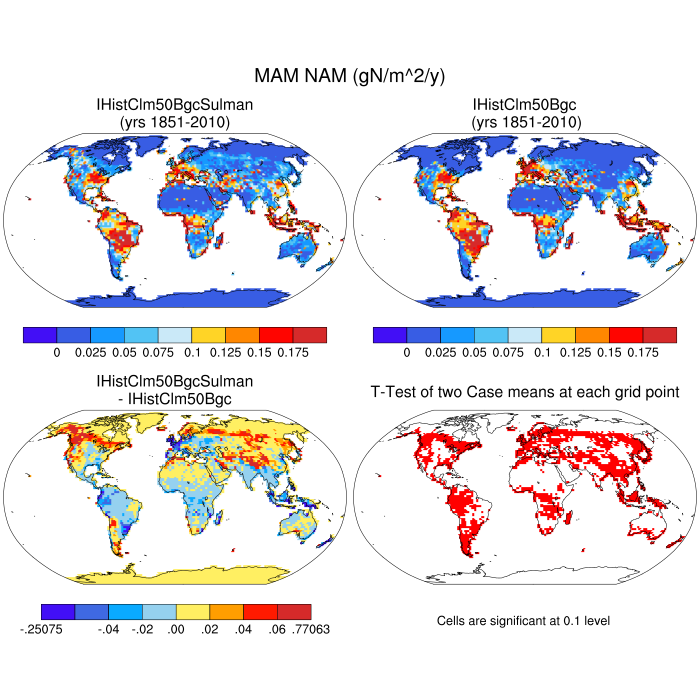 MAM NAM (gN/m^2/y)
IHistClm50BgcSulman
(yrs 1851-2010)
IHistClm50Bgc
(yrs 1851-2010)
0 0.025 0.05 0.075 0.1 0.125 0.15 0.175
0 0.025 0.05 0.075 0.1 0.125 0.15 0.175
IHistClm50BgcSulman
- IHistClm50Bgc
T-Test of two Case means at each grid point
-.25075 -.04 -.02 .00 .02 .04 .06 .77063
Cells are significant at 0.1 level